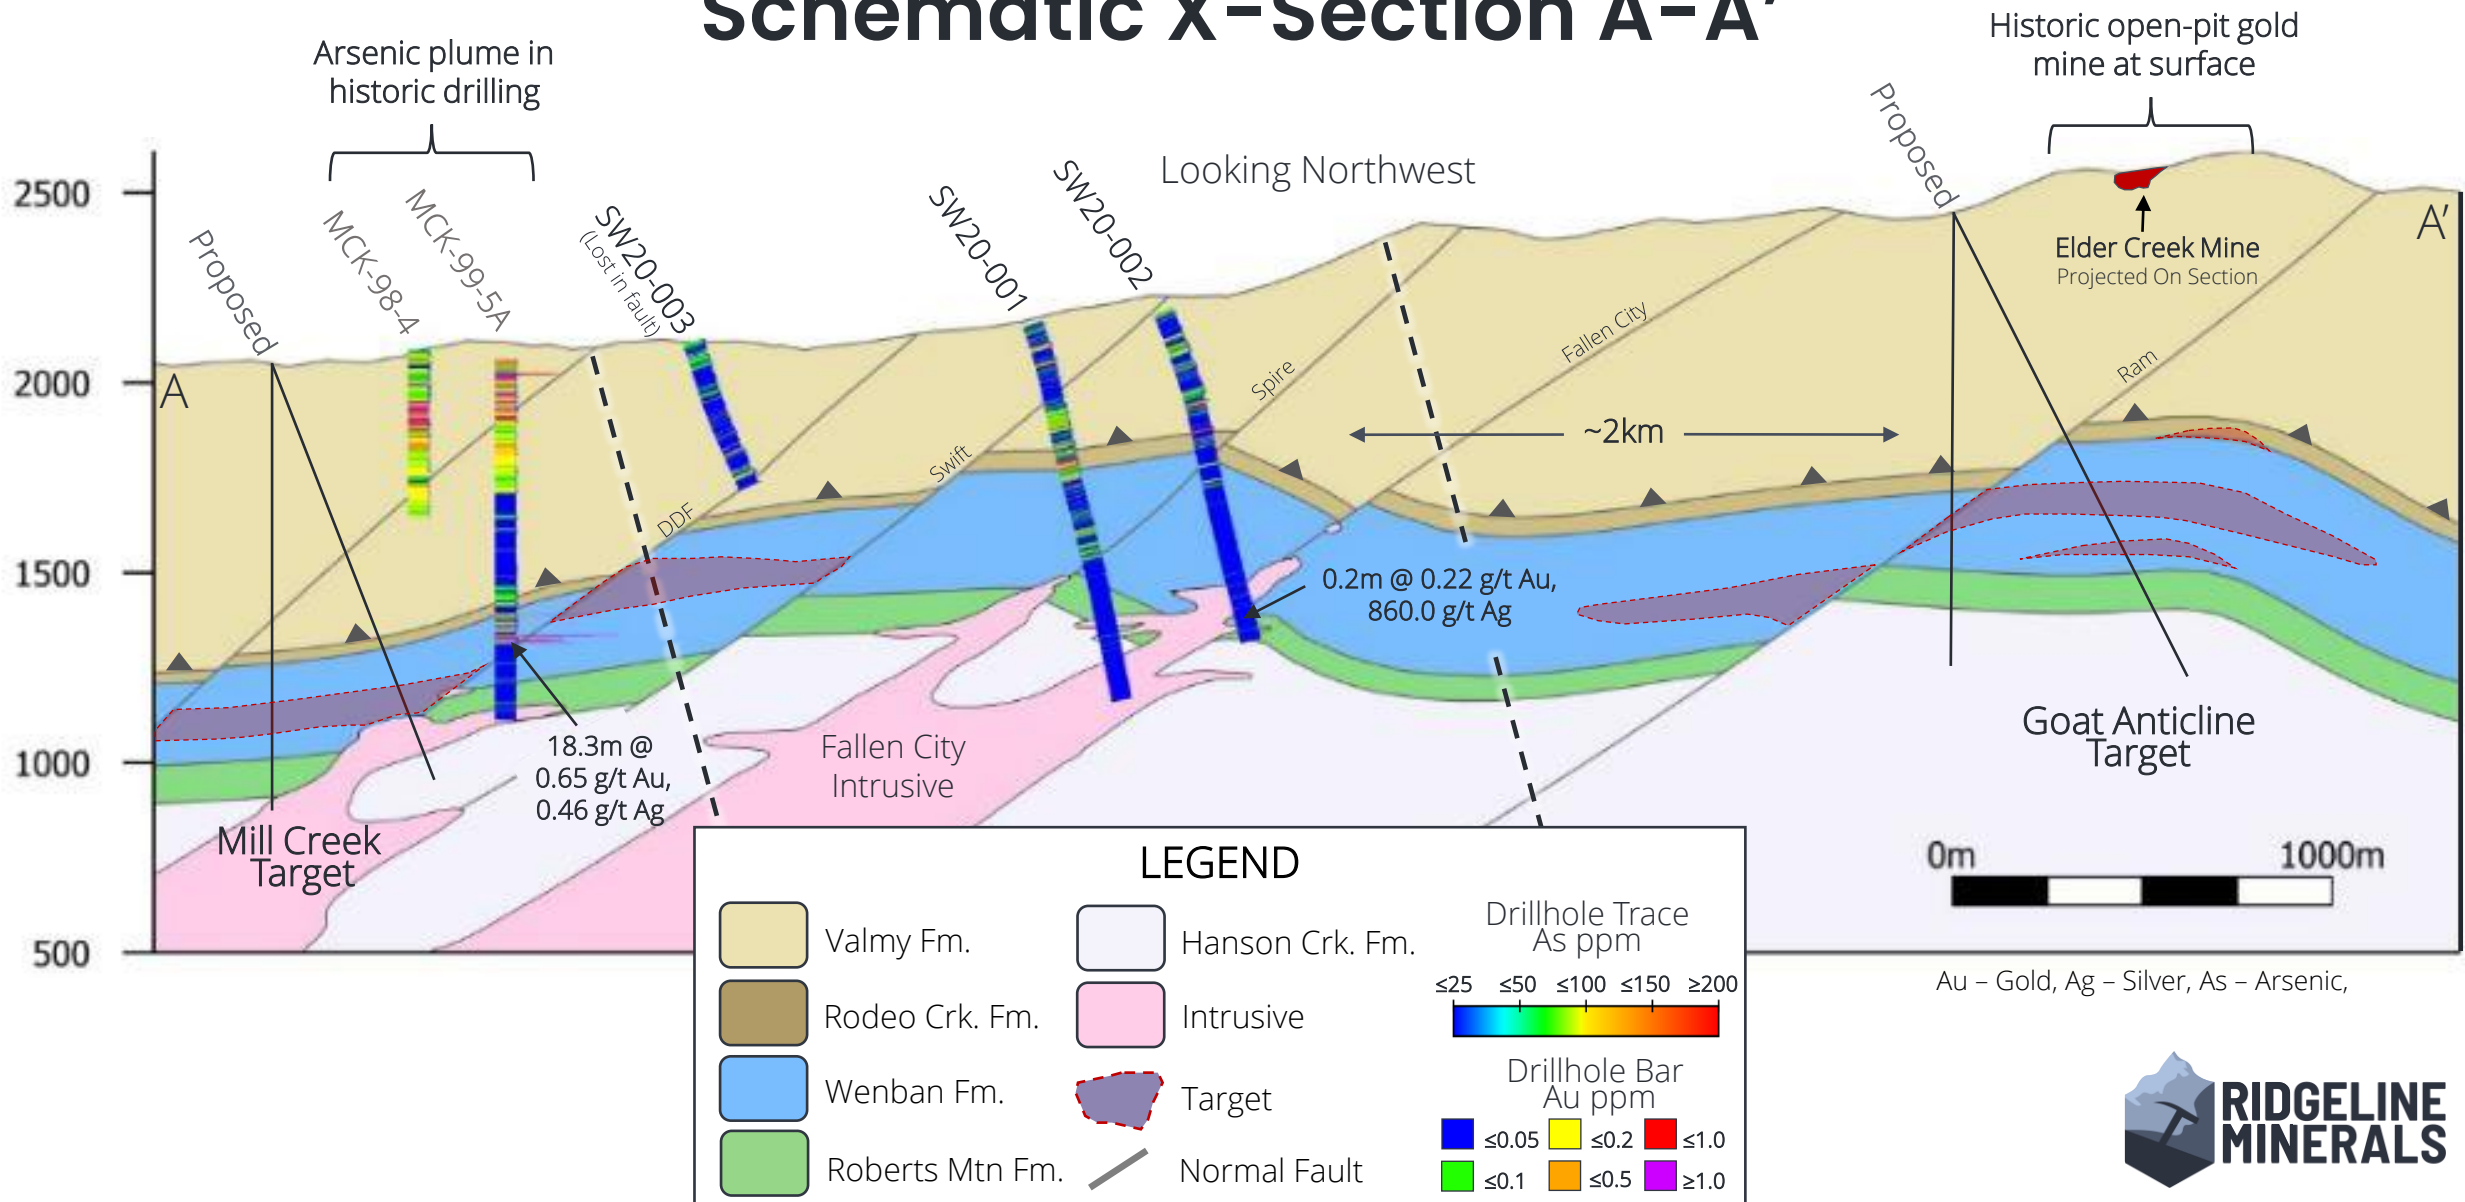 Schematic X-Section A-A'
Arsenic plume in
historic drilling
Historic open-pit gold
mine at surface
Looking Northwest
Proposed
MCK-98-4
MCK-99-5A
SW20-003
(Lost in fault)
SW20-001
SW20-002
Proposed
2500
2000
1500
1000
500
A
A'
Elder Creek Mine
Projected On Section
Spire
Fallen City
Ram
~2km
Swift
DDF
0.2m @ 0.22 g/t Au,
860.0 g/t Ag
18.3m @
0.65 g/t Au,
0.46 g/t Ag
Fallen City
Intrusive
Goat Anticline
Target
Mill Creek
Target
0m 1000m
LEGEND
Valmy Fm.
Rodeo Crk. Fm.
Wenban Fm.
Roberts Mtn Fm.
Hanson Crk. Fm.
Intrusive
Target
Normal Fault
Drillhole Trace
As ppm
≤25 ≤50 ≤100 ≤150 ≥200
Drillhole Bar
Au ppm
≤0.05 ≤0.2 ≤1.0
≤0.1 ≤0.5 ≥1.0
Au – Gold, Ag – Silver, As – Arsenic,
RIDGELINE
MINERALS